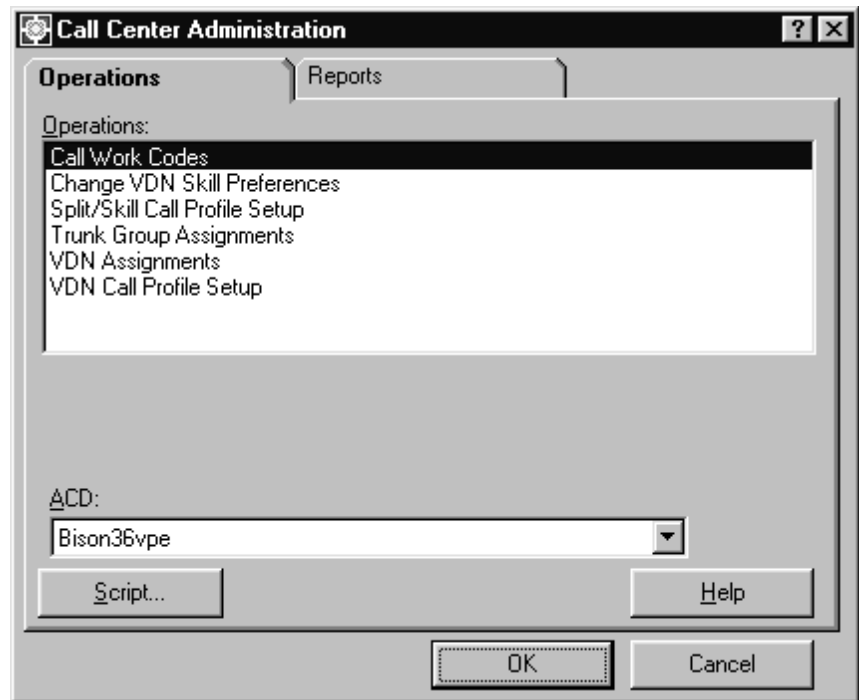 Call Center Administration
Operations
Reports
Operations:
Call Work Codes
Change VDN Skill Preferences
Split/Skill Call Profile Setup
Trunk Group Assignments
VDN Assignments
VDN Call Profile Setup
ACD:
Bison36vpe
Script...
Help
OK
Cancel